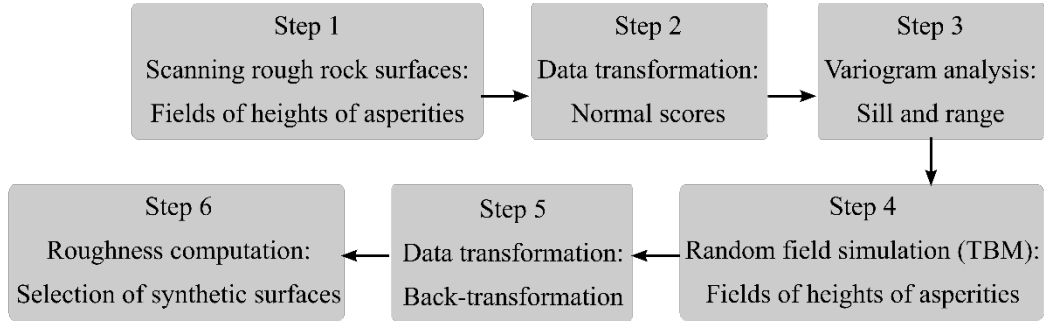 Step 1
Scanning rough rock surfaces:
Fields of heights of asperities
Step 2
Data transformation:
Normal scores
Step 3
Variogram analysis:
Sill and range
Step 4
Random field simulation (TBM):
Fields of heights of asperities
Step 5
Data transformation:
Back-transformation
Step 6
Roughness computation:
Selection of synthetic surfaces